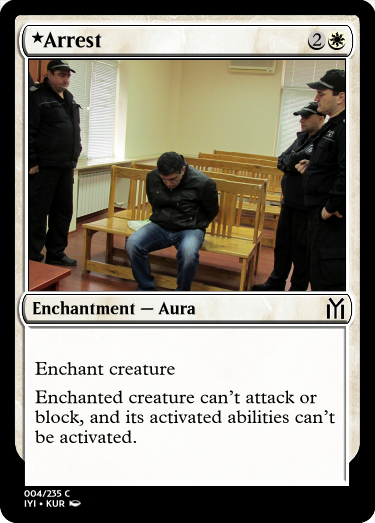 ★Arrest 2
Enchantment — Aura
Enchant creature
Enchanted creature can't attack or
block, and its activated abilities can't
be activated.
004/235 C
IYI • KUR